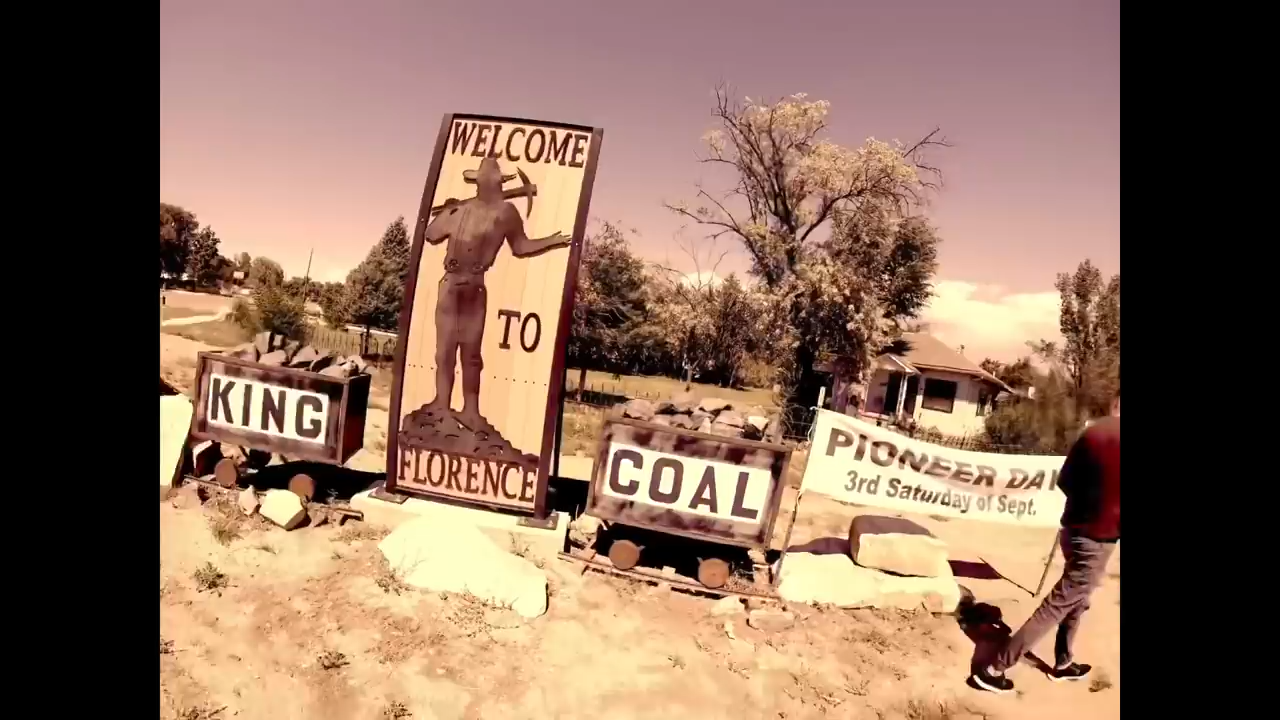 WELCOME
TO
FLORENCE
KING
COAL
PIONEER DA
3rd Saturday of Sept.